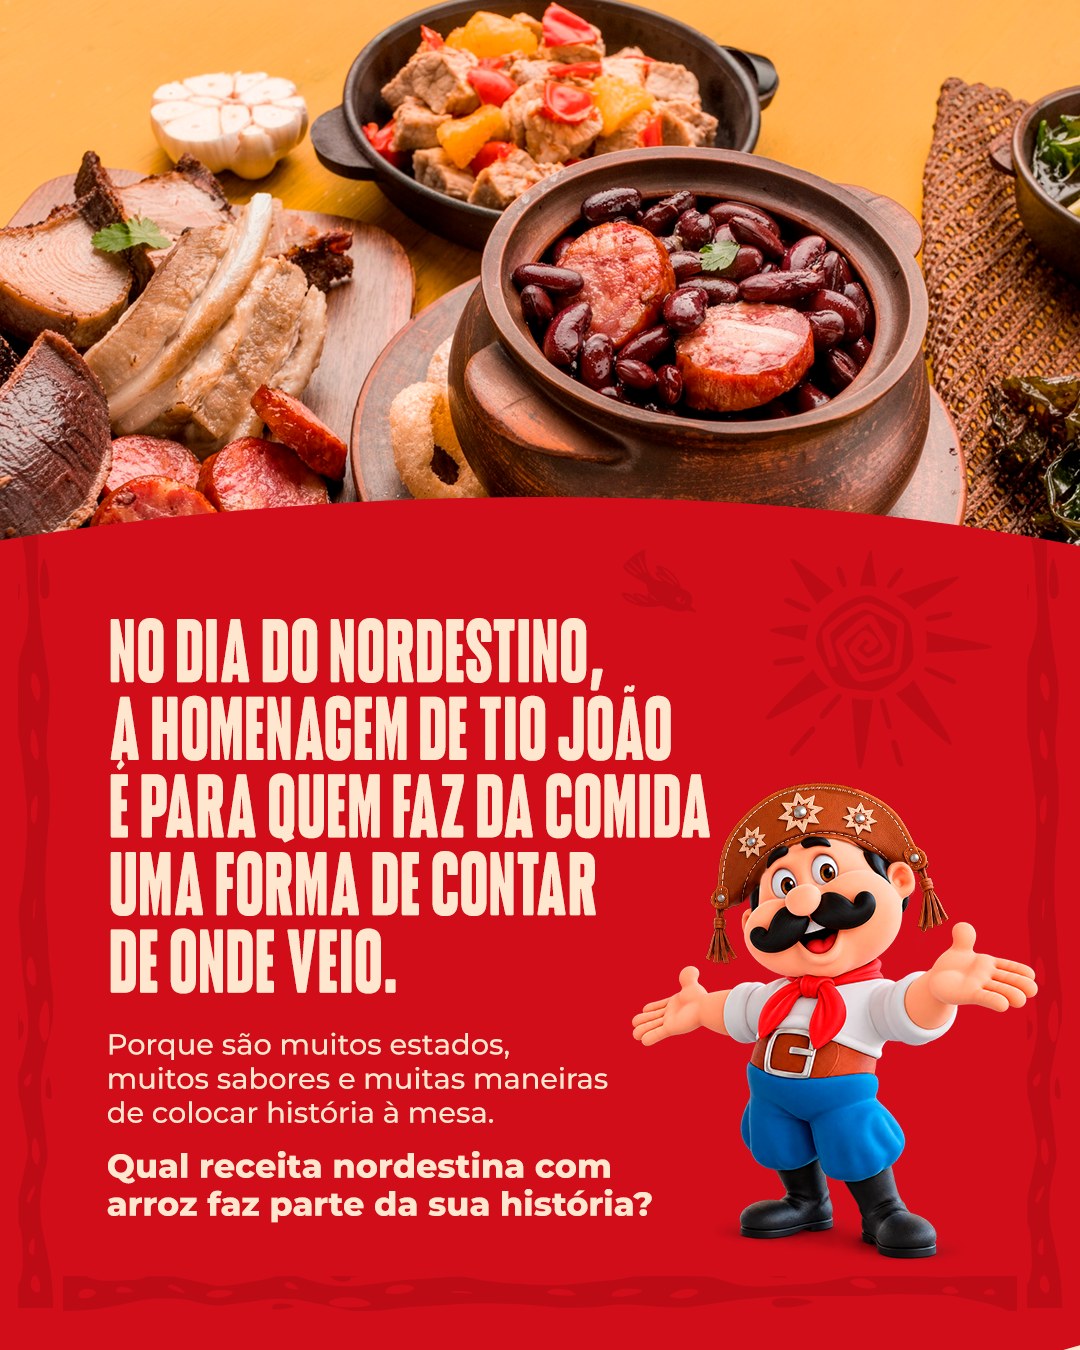 NO DIA DO NORDESTINO,
A HOMENAGEM DE TIO JOÃO
É PARA QUEM FAZ DA COMIDA
UMA FORMA DE CONTAR
DE ONDE VEIO.
Porque são muitos estados,
muitos sabores e muitas maneiras
de colocar história à mesa.
Qual receita nordestina com
arroz faz parte da sua história?